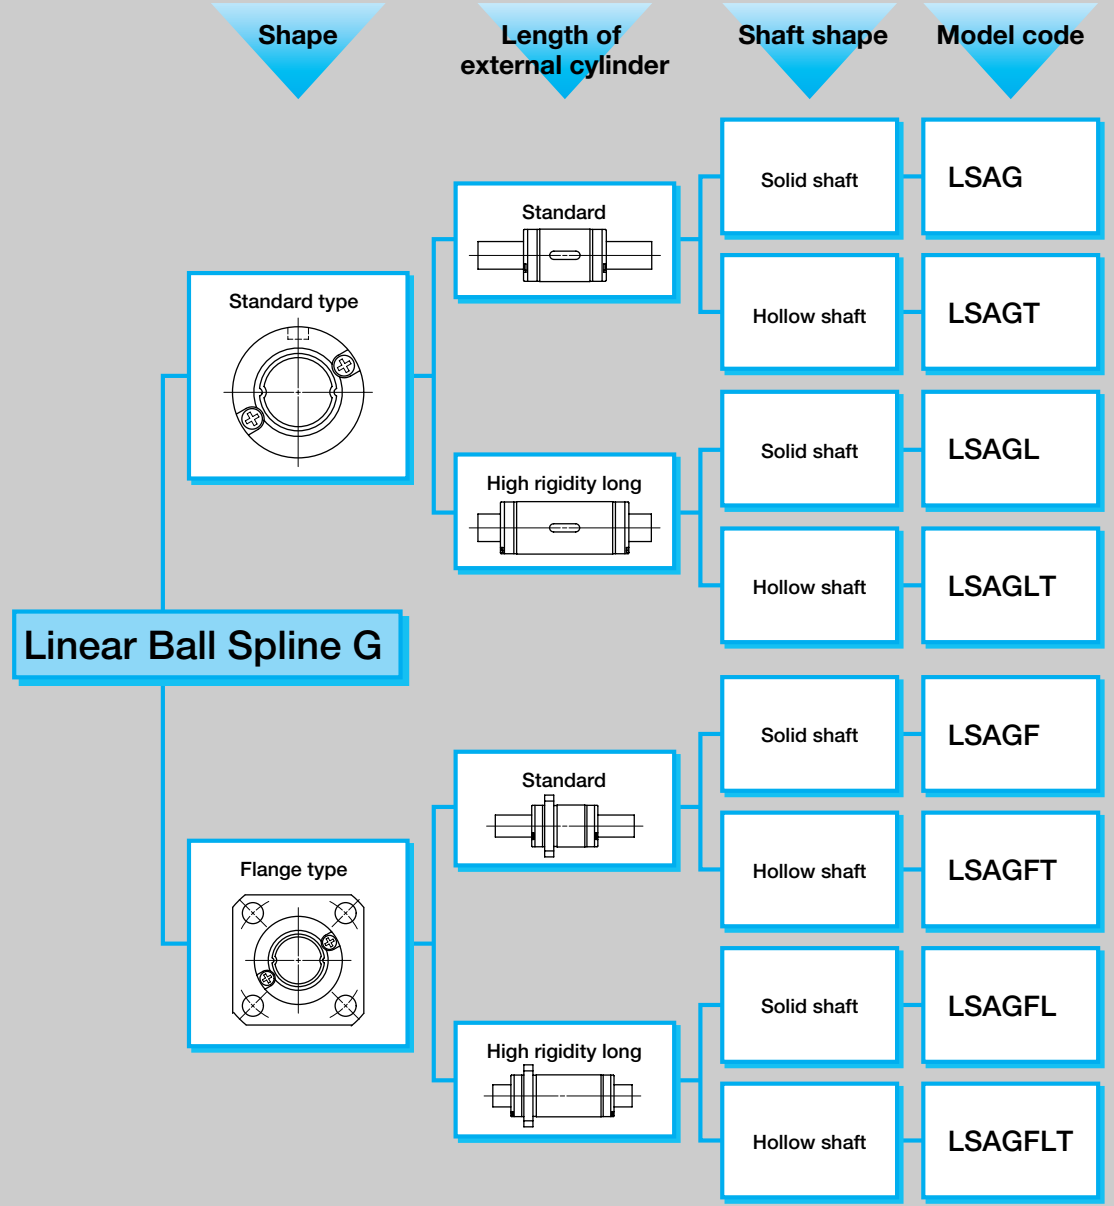 Shape
Length of
external cylinder
Shaft shape
Model code
Solid shaft
LSAG
Standard
Hollow shaft
LSAGT
Standard type
Solid shaft
LSAGL
High rigidity long
Hollow shaft
LSAGLT
Linear Ball Spline G
Solid shaft
LSAGF
Standard
Hollow shaft
LSAGFT
Flange type
Solid shaft
LSAGFL
High rigidity long
Hollow shaft
LSAGFLT